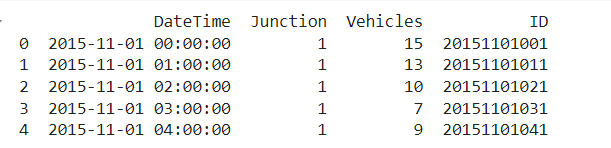 DateTime Junction Vehicles ID
0 2015-11-01 00:00:00 1 15 20151101001
1 2015-11-01 01:00:00 1 13 20151101011
2 2015-11-01 02:00:00 1 10 20151101021
3 2015-11-01 03:00:00 1 7 20151101031
4 2015-11-01 04:00:00 1 9 20151101041